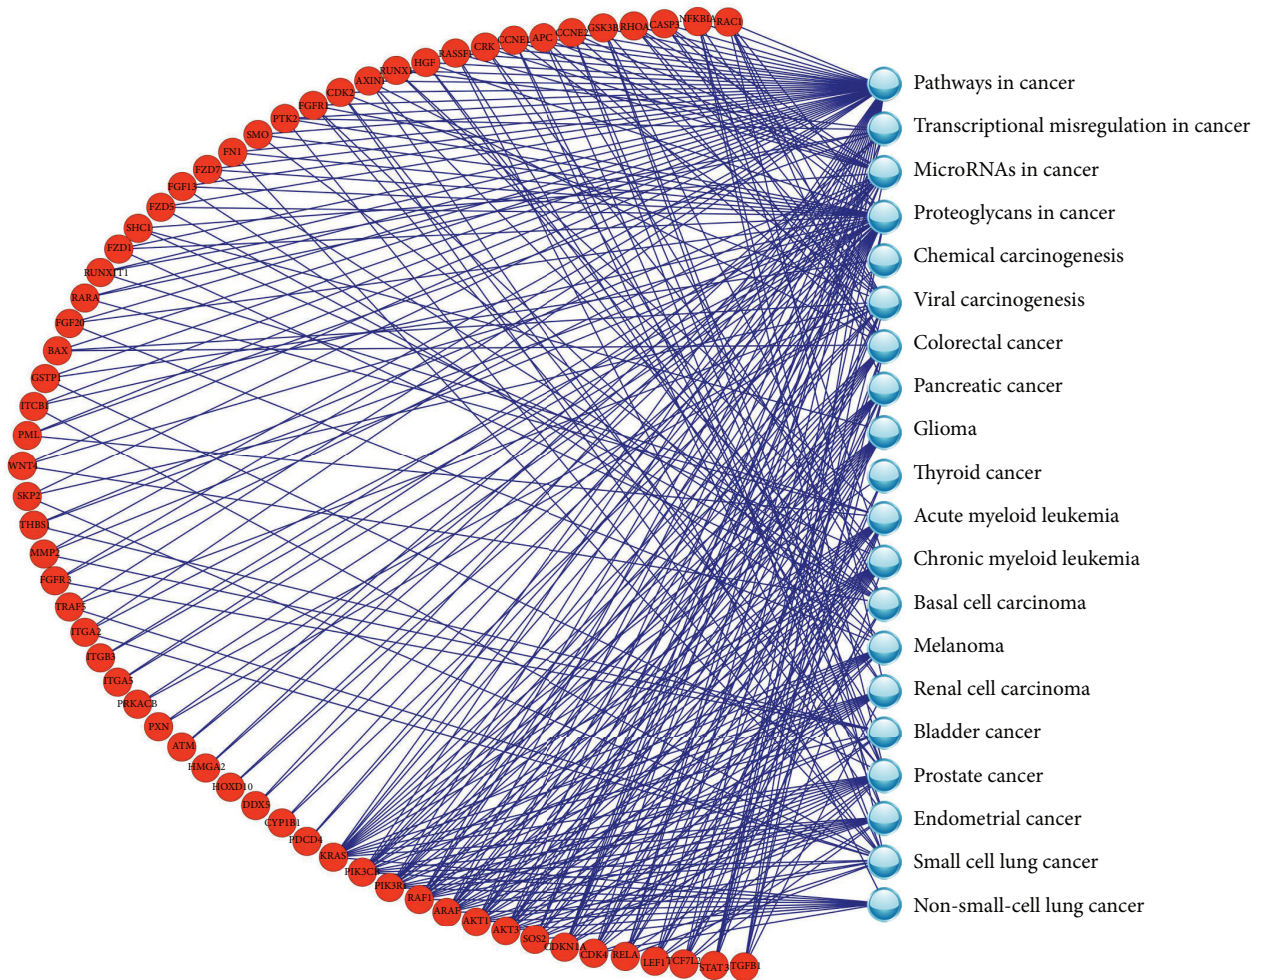 RAC1
NFKBIA
CASP3
RHOA
GSK3B
CCNE2
APC
CCNE1
CRK
RASSF1
HGF
RUNX1
AXIN1
CDK2
FGFR1
PTK2
SMO
FN1
FZD7
FGF13
FZD5
SHC1
FZD1
RUNX1T1
RARA
FGF20
BAX
GSTP1
ITCB1
PML
WNT4
SKP2
THBS1
MMP2
FGFR3
TRAF5
ITGA2
ITGB3
ITGA5
PRKACB
PXN
ATM
HMGA2
HOXD10
DDX5
CYP1B1
PDCD4
KRAS
PIK3R1
RAF1
ARAF
AKT1
AKT3
SOS2
CDKN1A
CDK4
RELA
LEF1
TCF7L2
STAT3
TGFB1
Pathways in cancer
Transcriptional misregulation in cancer
MicroRNAs in cancer
Proteoglycans in cancer
Chemical carcinogenesis
Viral carcinogenesis
Colorectal cancer
Pancreatic cancer
Glioma
Thyroid cancer
Acute myeloid leukemia
Chronic myeloid leukemia
Basal cell carcinoma
Melanoma
Renal cell carcinoma
Bladder cancer
Prostate cancer
Endometrial cancer
Small cell lung cancer
Non-small-cell lung cancer